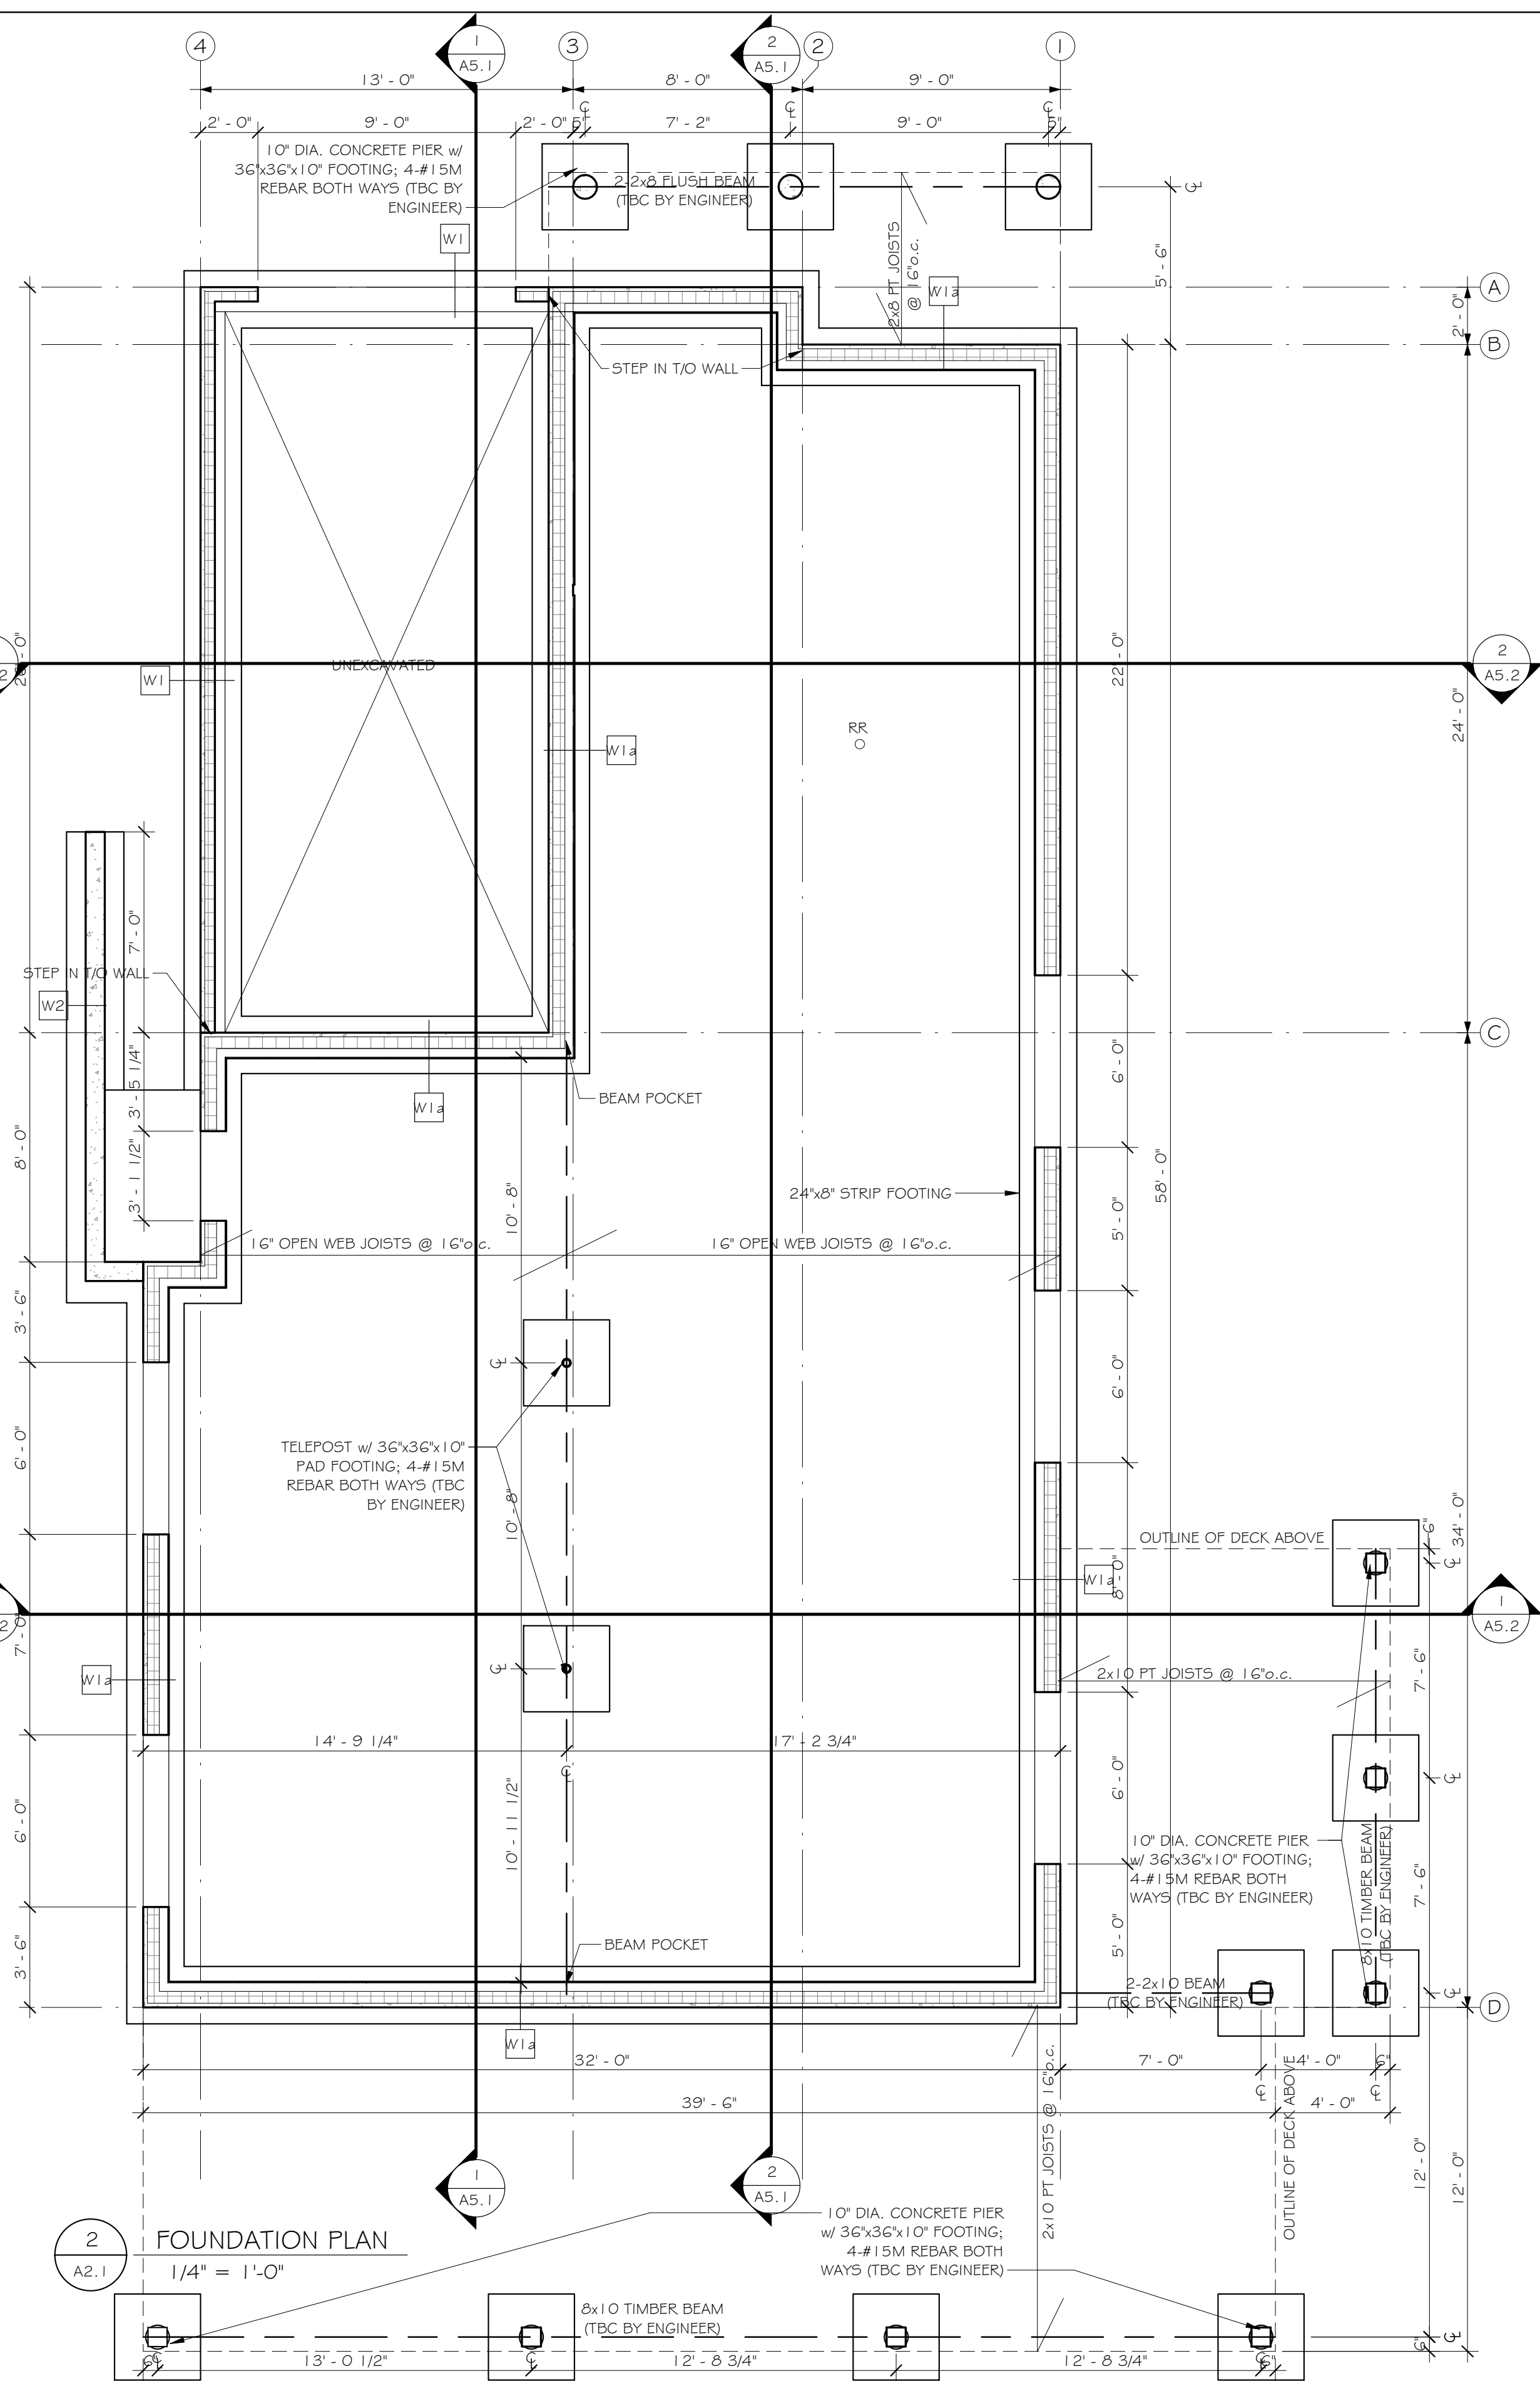 4
1
A5.1
3
2
A5.1
2
1
13' - 0"
8' - 0"
9' - 0"
2' - 0"
9' - 0"
2' - 0"
5"
7' - 2"
9' - 0"
5"
10" DIA. CONCRETE PIER w/
36"x36"x10" FOOTING; 4-#15M
REBAR BOTH WAYS (TBC BY
ENGINEER)
2-2x8 FLUSH BEAM
(TBC BY ENGINEER)
W1
2x8 PT JOISTS
@ 16"o.c.
W1a
5' - 6"
A
2' - 0"
B
STEP IN T/O WALL
UNEXCAVATED
W1
22' - 0"
2
A5.2
24' - 0"
RR
W1a
7' - 0"
STEP IN T/O WALL
W2
C
3' - 5 1/4"
6' - 0"
BEAM POCKET
W1a
8' - 0"
3' - 1 1/2"
10' - 8"
24"x8" STRIP FOOTING
5' - 0"
58' - 0"
16" OPEN WEB JOISTS @ 16"o.c.
16" OPEN WEB JOISTS @ 16"o.c.
3' - 6"
6' - 0"
6' - 0"
TELEPOST w/ 36"x36"x10"
PAD FOOTING; 4-#15M
REBAR BOTH WAYS (TBC
BY ENGINEER)
10' - 8"
OUTLINE OF DECK ABOVE
6"
34' - 0"
W1a
8' - 0"
1
A5.2
7' - 0"
W1a
2x10 PT JOISTS @ 16"o.c.
7' - 6"
14' - 9 1/4"
17' - 2 3/4"
6' - 0"
10' - 11 1/2"
6' - 0"
10" DIA. CONCRETE PIER
w/ 36"x36"x10" FOOTING;
4-#15M REBAR BOTH
WAYS (TBC BY ENGINEER)
8x10 TIMBER BEAM
(TBC BY ENGINEER)
7' - 6"
3' - 6"
BEAM POCKET
5' - 0"
2-2x10 BEAM
(TBC BY ENGINEER)
D
W1a
32' - 0"
7' - 0"
4' - 0"
6"
39' - 6"
4' - 0"
2x10 PT JOISTS @ 16"o.c.
OUTLINE OF DECK ABOVE
12' - 0"
12' - 0"
1
A5.1
2
A5.1
2
A2.1
FOUNDATION PLAN
1/4" = 1'-0"
10" DIA. CONCRETE PIER
w/ 36"x36"x10" FOOTING;
4-#15M REBAR BOTH
WAYS (TBC BY ENGINEER)
8x10 TIMBER BEAM
(TBC BY ENGINEER)
6"
6"
13' - 0 1/2"
12' - 8 3/4"
12' - 8 3/4"
6"